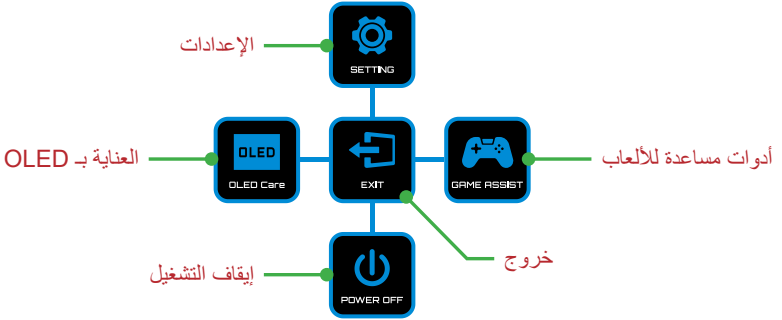 الإعدادات
SETTING
العناية بـ OLED
OLED
OLED Care
EXIT
GAME ASSIST
أدوات مساعدة للألعاب
خروج
إيقاف التشغيل
POWER OFF